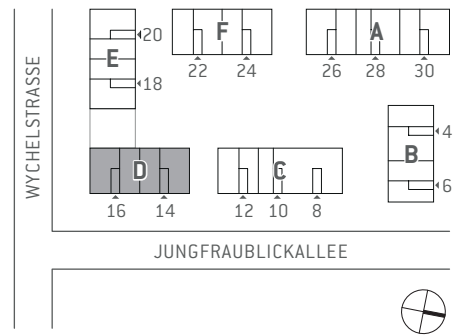 WYCHELSTRASSE
E
20
18
F
22
24
A
26
28
30
B
4
6
D
16
14
C
12
10
8
JUNGFRAUBLICKALLEE